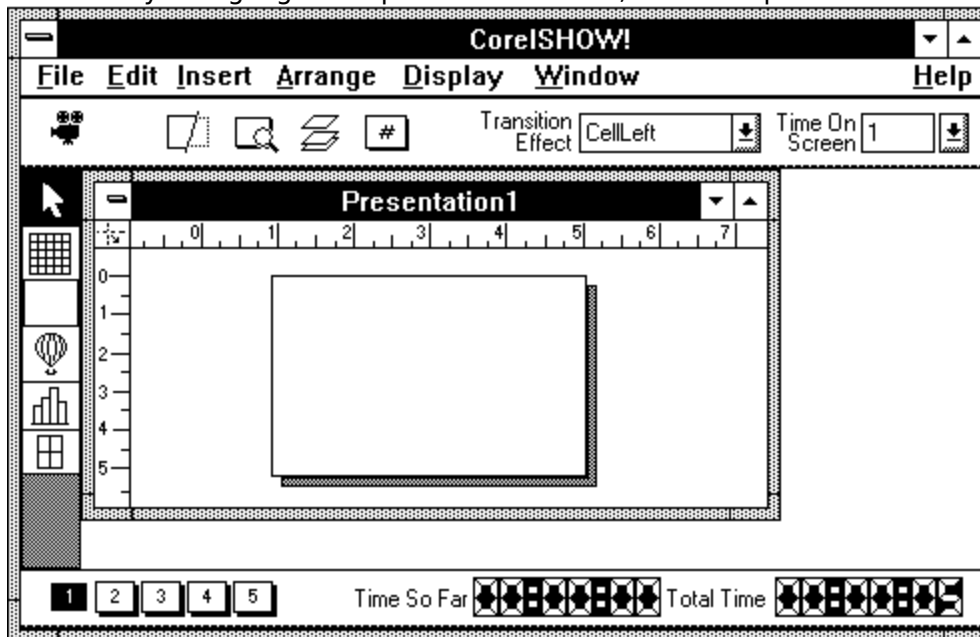 CorelSHOW!
File Edit Insert Arrange Display Window Help
# Transition Effect CellLeft Time On Screen 1
Presentation1
0 1 2 3 4 5 6 7
0
1
2
3
4
5
1 2 3 4 5 Time So Far Total Time